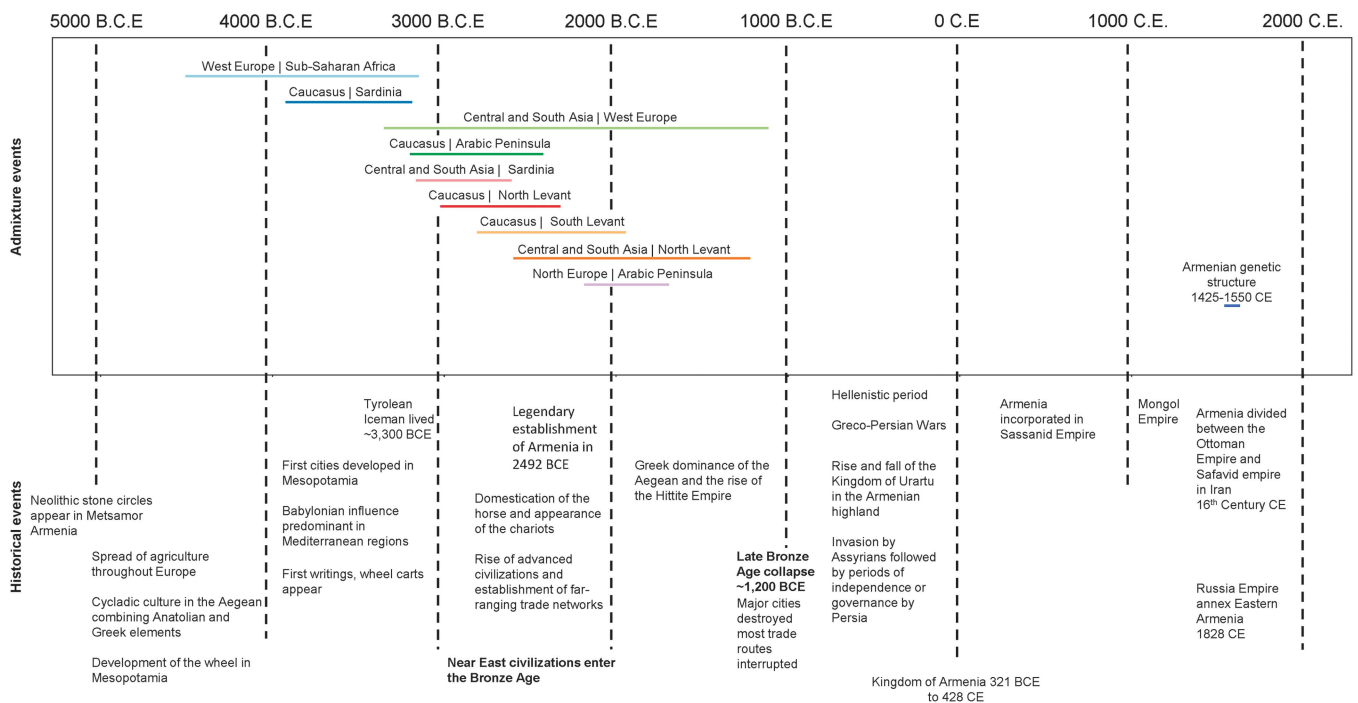 5000 B.C.E
4000 B.C.E
3000 B.C.E
2000 B.C.E
1000 B.C.E
0 C.E
1000 C.E.
2000 C.E.
Admixture events
West Europe | Sub-Saharan Africa
Caucasus | Sardinia
Central and South Asia | West Europe
Caucasus | Arabic Peninsula
Central and South Asia | Sardinia
Caucasus | North Levant
Caucasus | South Levant
Central and South Asia | North Levant
North Europe | Arabic Peninsula
Armenian genetic
structure
1425-1550 CE
Historical events
Neolithic stone circles
appear in Metsamor
Armenia
Spread of agriculture
throughout Europe
Cycladic culture in the Aegean
combining Anatolian and
Greek elements
Development of the wheel in
Mesopotamia
Tyrolean
Iceman lived
~3,300 BCE
First cities developed in
Mesopotamia
Babylonian influence
predominant in
Mediterranean regions
First writings, wheel carts
appear
Legendary
establishment
of Armenia in
2492 BCE
Domestication of the
horse and appearance
of the chariots
Rise of advanced
civilizations and
establishment of far-
ranging trade networks
Near East civilizations enter
the Bronze Age
Greek dominance of the
Aegean and the rise of
the Hittite Empire
Late Bronze
Age collapse
~1,200 BCE
Major cities
destroyed
most trade
routes
interrupted
Hellenistic period
Greco-Persian Wars
Rise and fall of the
Kingdom of Urartu
in the Armenian
highland
Invasion by
Assyrians followed
by periods of
independence or
governance by
Persia
Kingdom of Armenia 321 BCE
to 428 CE
Armenia
incorporated in
Sassanid Empire
Mongol
Empire
Armenia divided
between the
Ottoman
Empire and
Safavid empire
in Iran
16th Century CE
Russia Empire
annex Eastern
Armenia
1828 CE